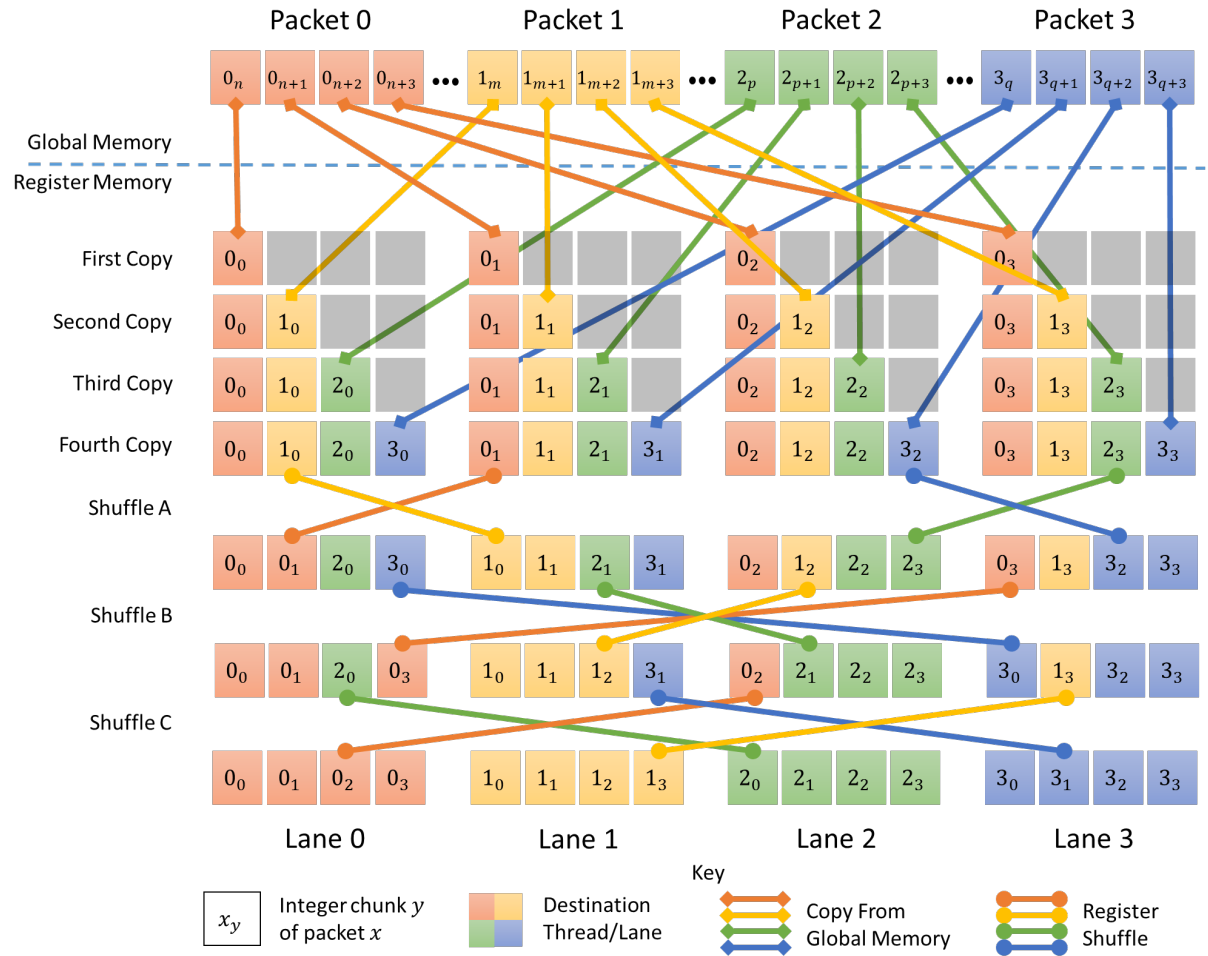 Packet 0 Packet 1 Packet 2 Packet 3
0ₙ 0ₙ₊₁ 0ₙ₊₂ 0ₙ₊₃ ••• 1ₘ 1ₘ₊₁ 1ₘ₊₂ 1ₘ₊₃ ••• 2ₚ 2ₚ₊₁ 2ₚ₊₂ 2ₚ₊₃ ••• 3_q 3_q+1 3_q+2 3_q+3
Global Memory
Register Memory
First Copy 0₀ 0₁ 0₂ 0₃
Second Copy 0₀ 1₀ 0₁ 1₁ 0₂ 1₂ 0₃ 1₃
Third Copy 0₀ 1₀ 2₀ 0₁ 1₁ 2₁ 0₂ 1₂ 2₂ 0₃ 1₃ 2₃
Fourth Copy 0₀ 1₀ 2₀ 3₀ 0₁ 1₁ 2₁ 3₁ 0₂ 1₂ 2₂ 3₂ 0₃ 1₃ 2₃ 3₃
Shuffle A
0₀ 0₁ 2₀ 3₀ 1₀ 1₁ 2₁ 3₁ 0₂ 1₂ 2₂ 2₃ 0₃ 1₃ 3₂ 3₃
Shuffle B
0₀ 0₁ 2₀ 0₃ 1₀ 1₁ 1₂ 3₁ 0₂ 2₁ 2₂ 2₃ 3₀ 1₃ 3₂ 3₃
Shuffle C
0₀ 0₁ 0₂ 0₃ 1₀ 1₁ 1₂ 1₃ 2₀ 2₁ 2₂ 2₃ 3₀ 3₁ 3₂ 3₃
Lane 0 Lane 1 Lane 2 Lane 3
Key
x_y
Integer chunk y
of packet x
Destination
Thread/Lane
Copy From
Global Memory
Register
Shuffle